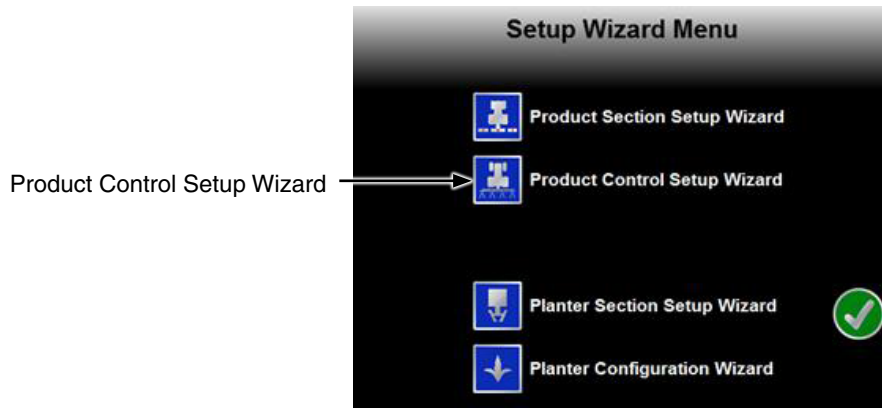 Setup Wizard Menu
Product Section Setup Wizard
Product Control Setup Wizard
Product Control Setup Wizard
Planter Section Setup Wizard
Planter Configuration Wizard